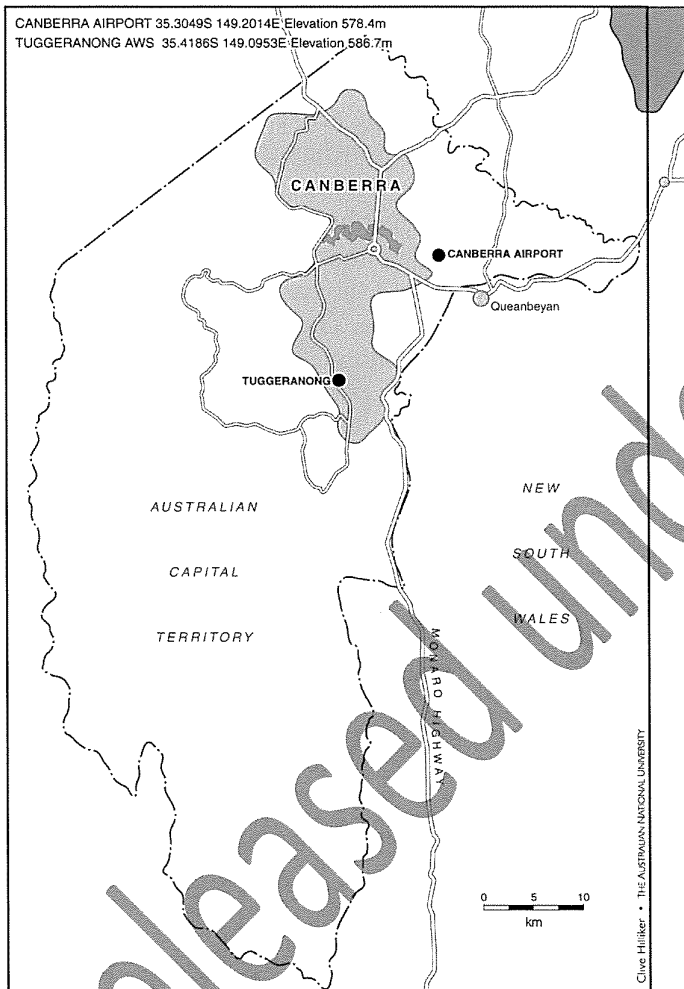 CANBERRA AIRPORT 35.3049S 149.2014E Elevation 578.4m
TUGGERANONG AWS 35.4186S 149.0953E Elevation 586.7m
CANBERRA
CANBERRA AIRPORT
Queanbeyan
TUGGERANONG
AUSTRALIAN
CAPITAL
TERRITORY
NEW
SOUTH
WALES
MONARO HIGHWAY
0 5 10
km
Clive Hilliker • THE AUSTRALIAN NATIONAL UNIVERSITY
eased und